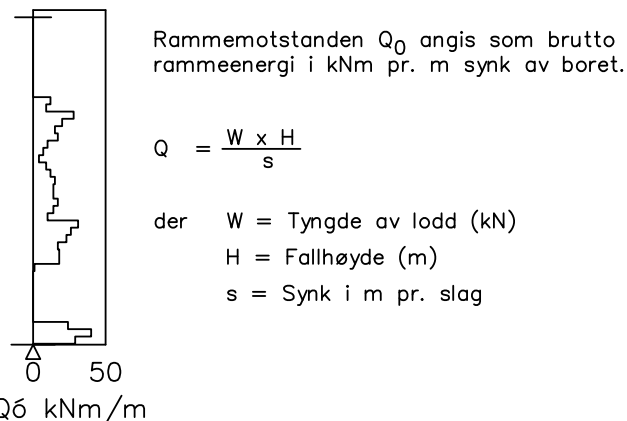 Rammemotstanden Q0 angis som brutto
rammeenergi i kNm pr. m synk av boret.
Q = W x H
s
der W = Tyngde av lodd (kN)
H = Fallhøyde (m)
s = Synk i m pr. slag
0 50
Qó kNm/m